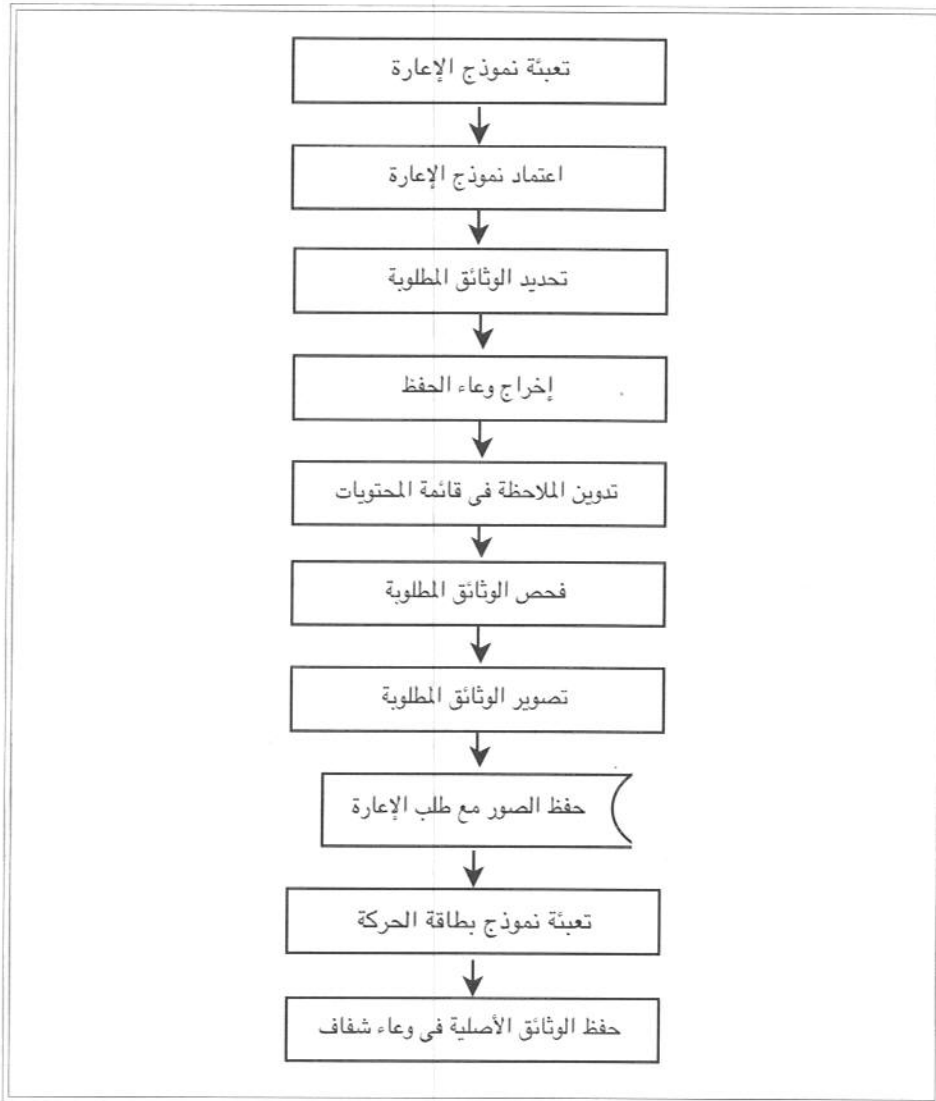 تعبئة نموذج الإعارة
اعتماد نموذج الإعارة
تحديد الوثائق المطلوبة
إخراج وعاء الحفظ
تدوين الملاحظة فى قائمة المحتويات
فحص الوثائق المطلوبة
تصوير الوثائق المطلوبة
حفظ الصور مع طلب الإعارة
تعبئة نموذج بطاقة الحركة
حفظ الوثائق الأصلية فى وعاء شفاف